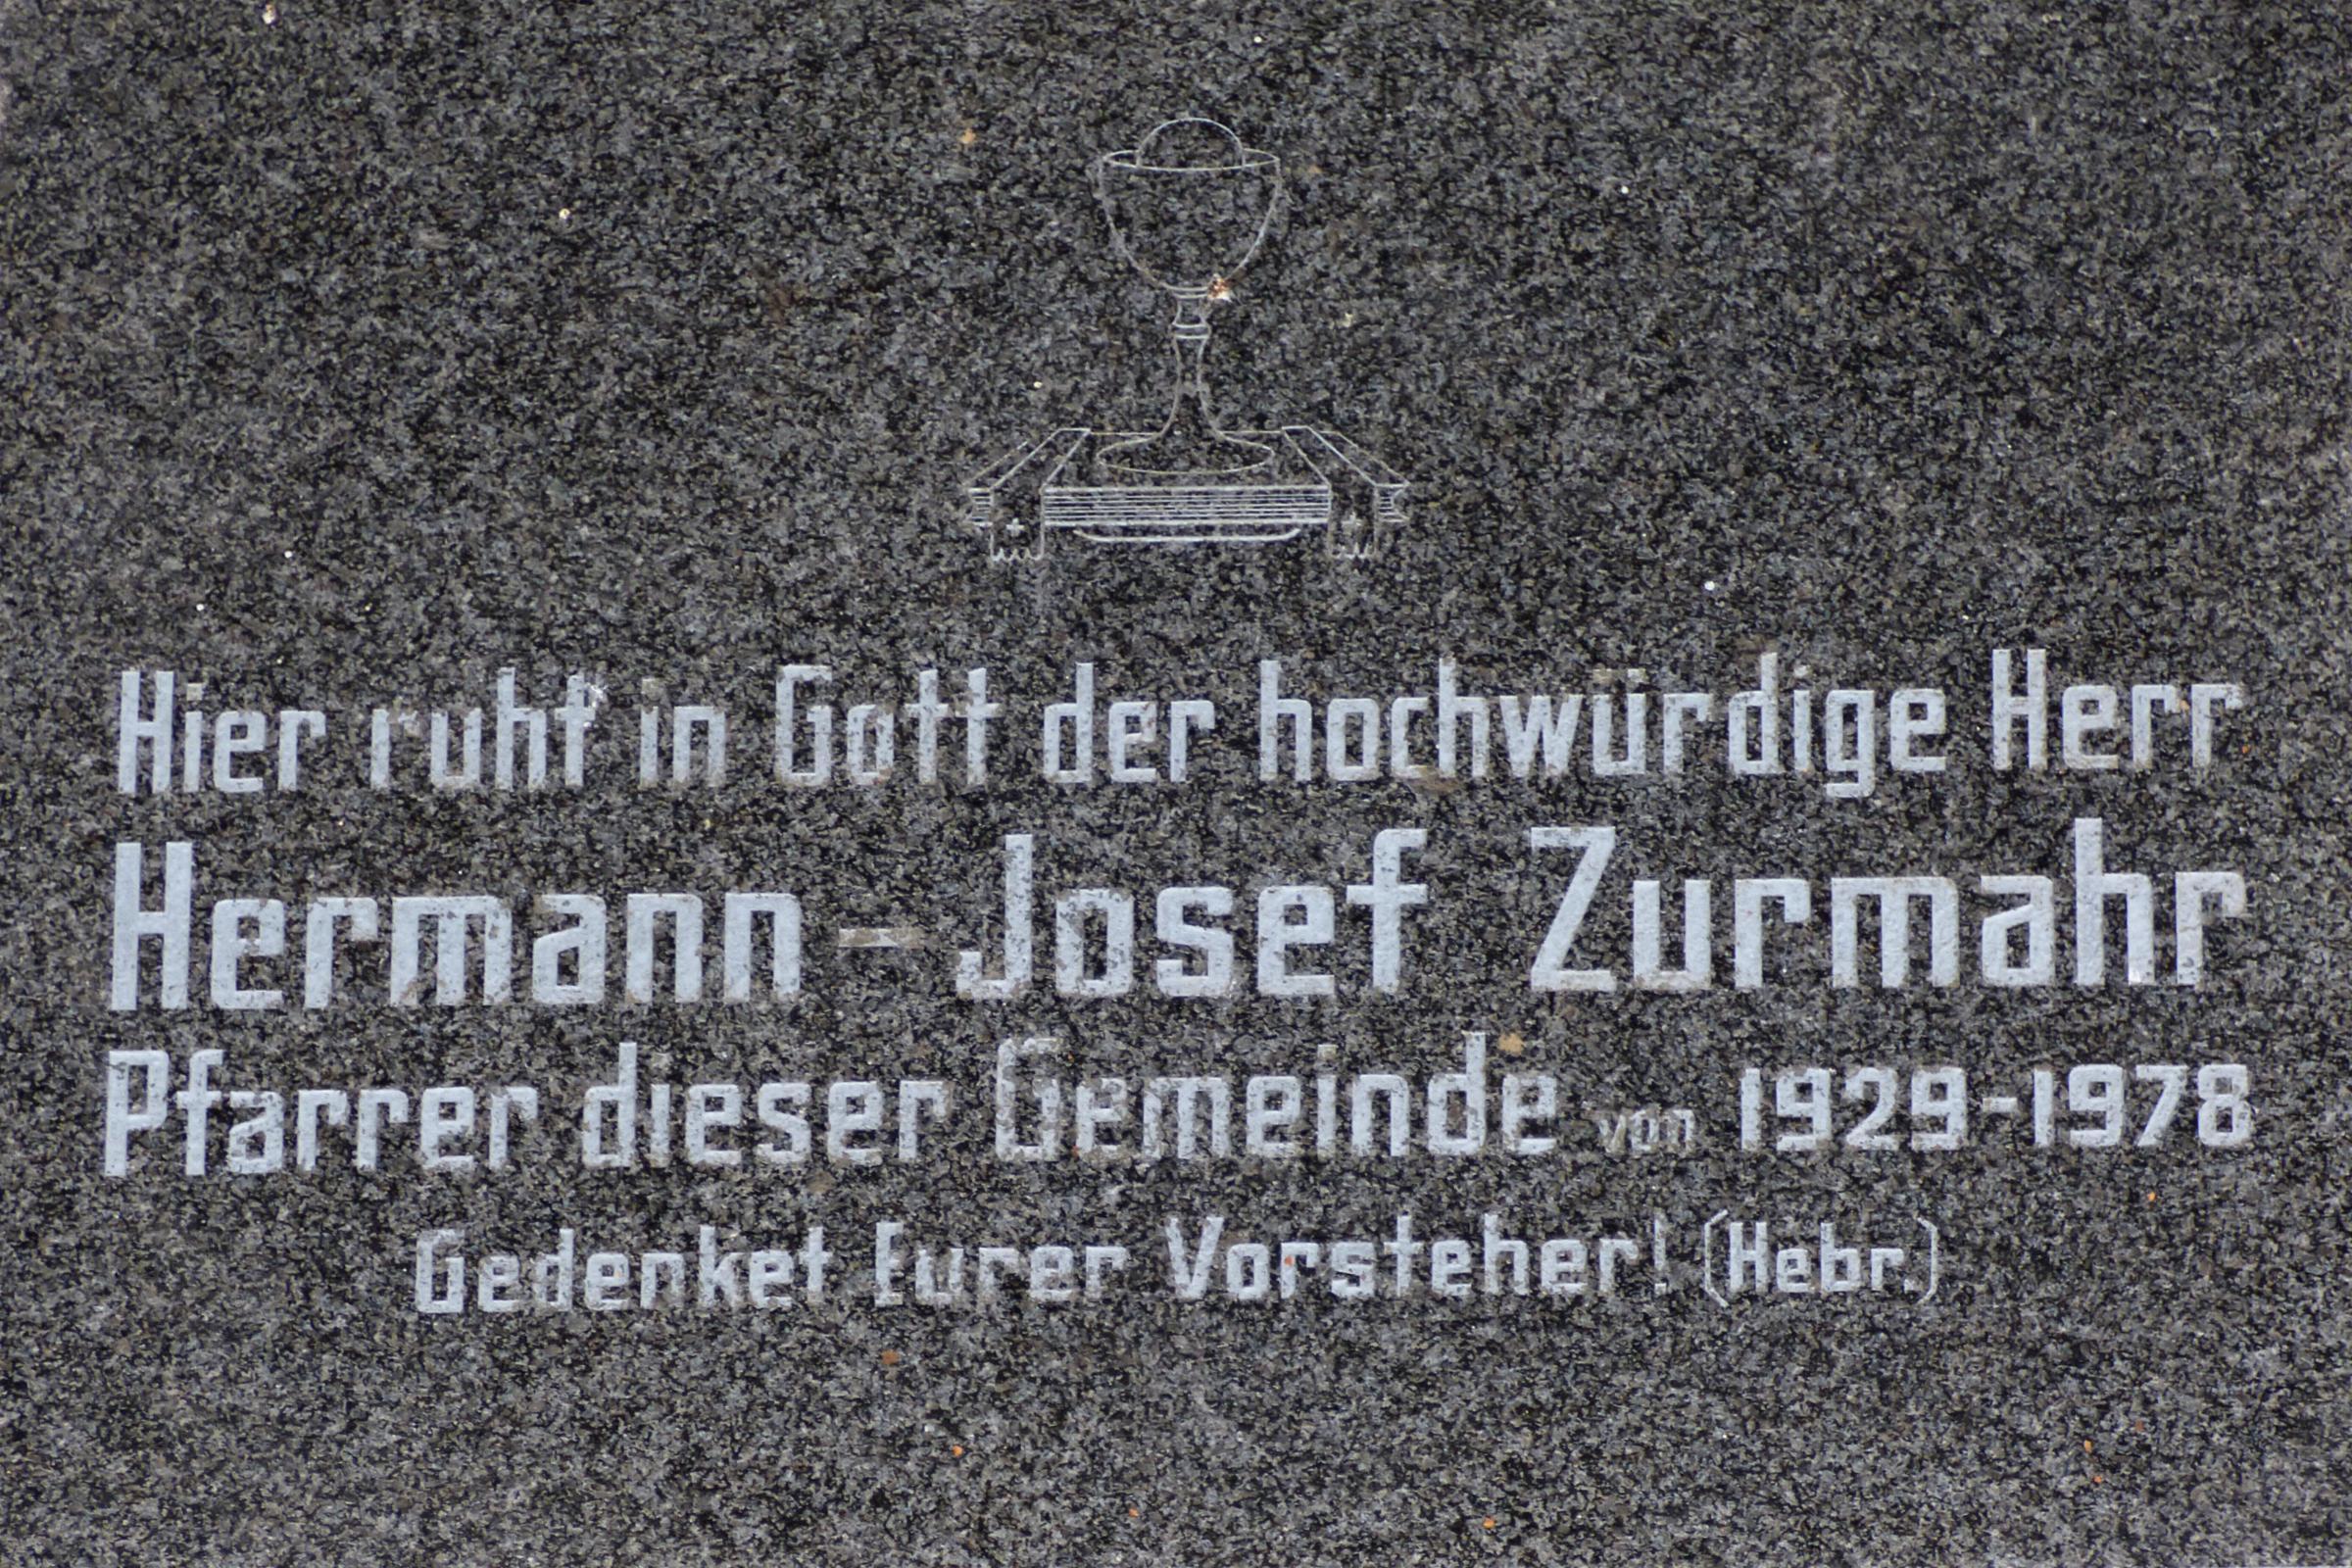 Hier ruht in Gott der hochwürdige Herr
Hermann - Josef Zurmahr
Pfarrer dieser Gemeinde von 1929-1978
Gedenket Eurer Vorsteher! (Hebr.)